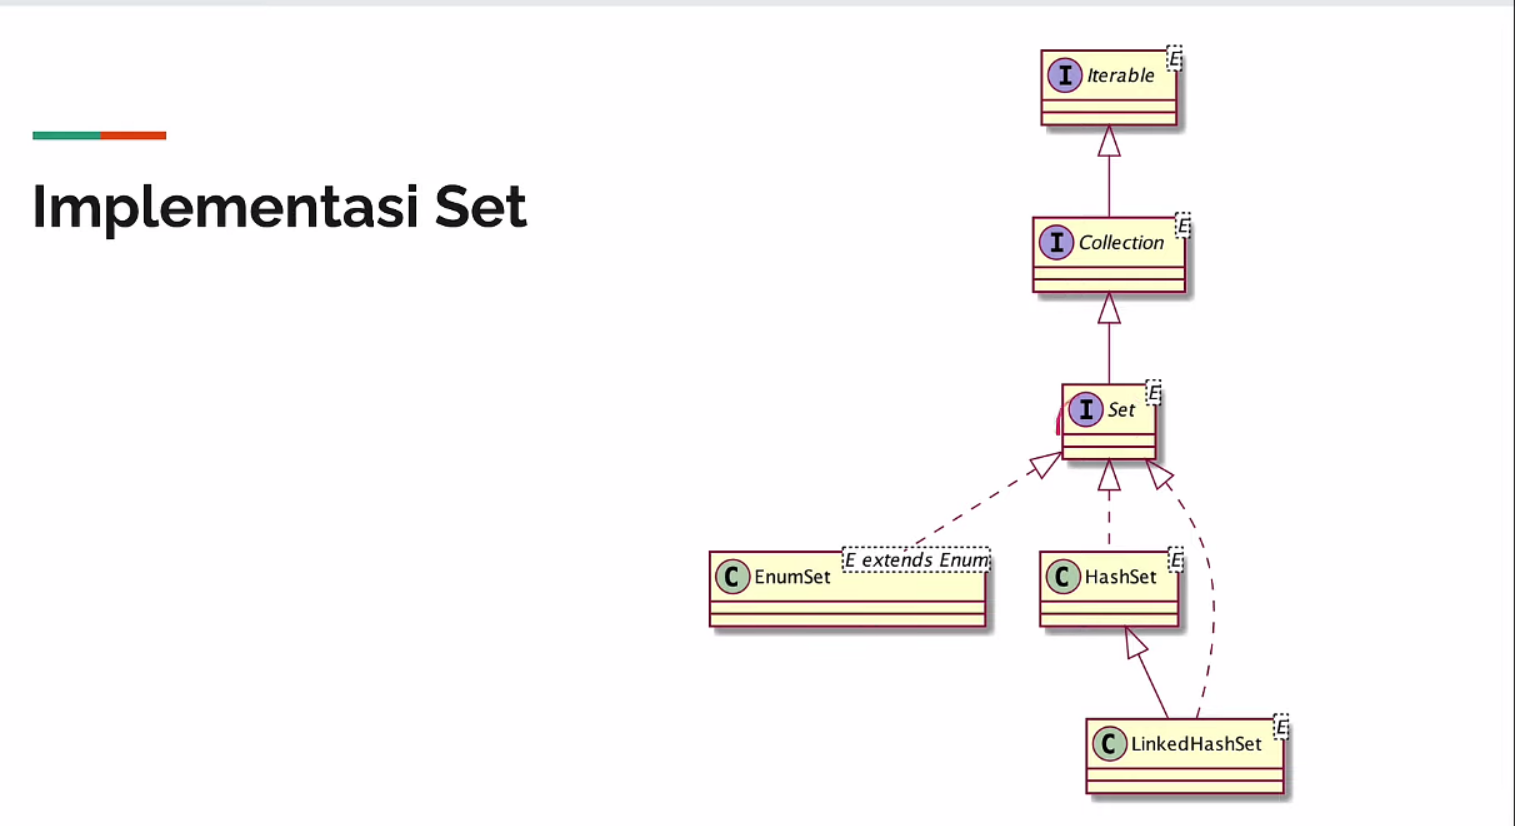 Implementasi Set
E
I Iterable
E
I Collection
E
I Set
E extends Enum
C EnumSet
E
C HashSet
E
C LinkedHashSet